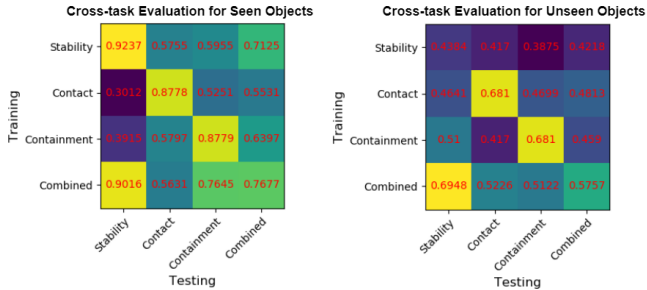 Cross-task Evaluation for Seen Objects
Stability 0.9237 0.5755 0.5955 0.7125
Contact 0.3012 0.8778 0.5251 0.5531
Containment 0.5797 0.8779 0.6397
Combined 0.9016 0.5631 0.7645 0.7677
Training
Stability Contact Containment Combined
Testing
Cross-task Evaluation for Unseen Objects
Stability 0.417 0.3875 0.4218
Contact 0.681 0.4813
Containment 0.51 0.417 0.681
Combined 0.6948 0.5226 0.5122 0.5757
Training
Stability Contact Containment Combined
Testing